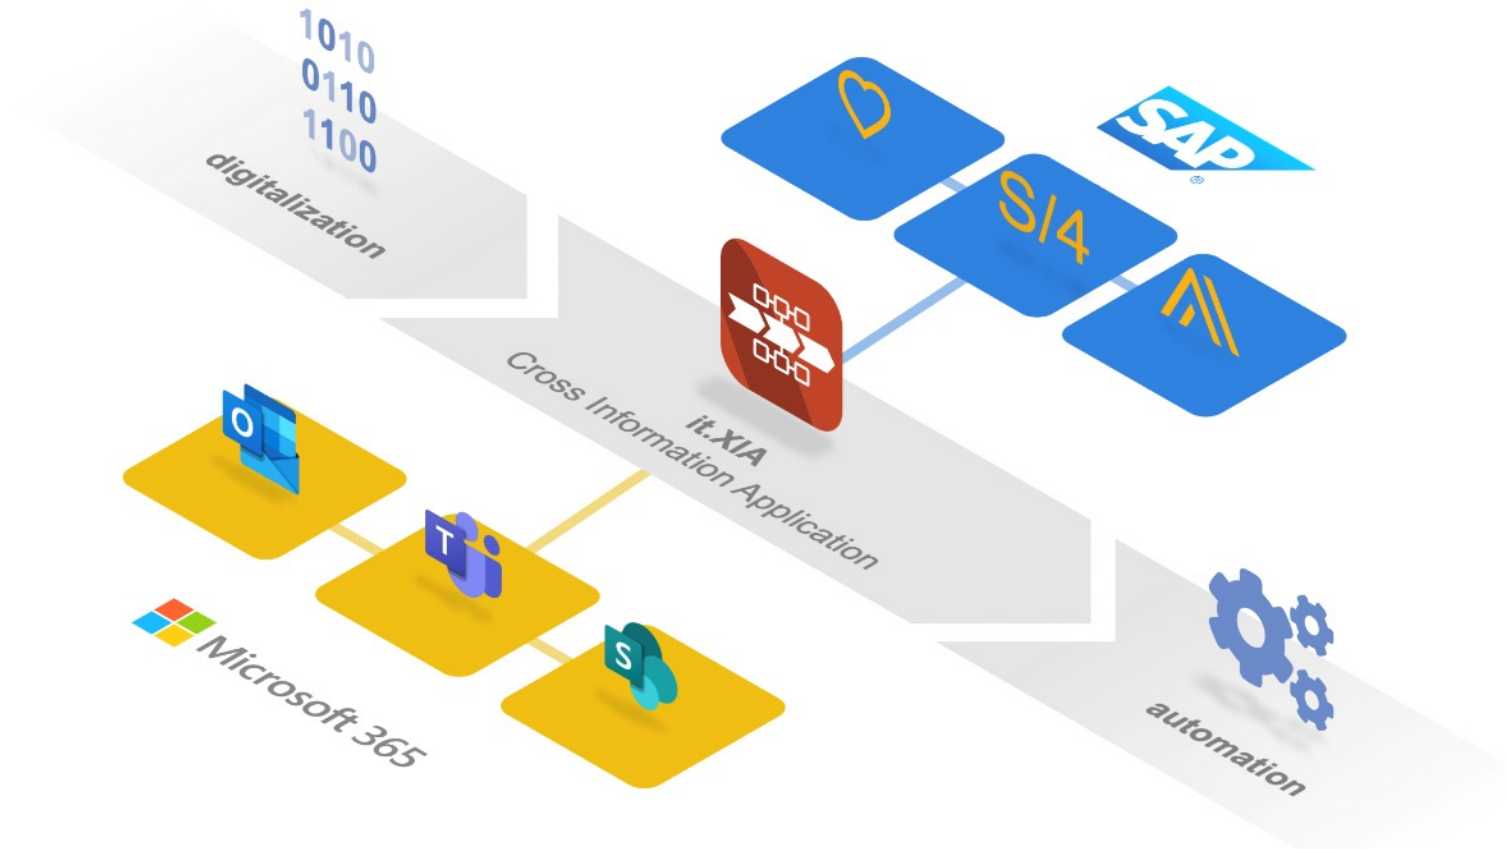 1010
0110
1100
digitalization
SAP
®
S/4
it.XIA
Cross Information Application
O
T
S
Microsoft 365
automation